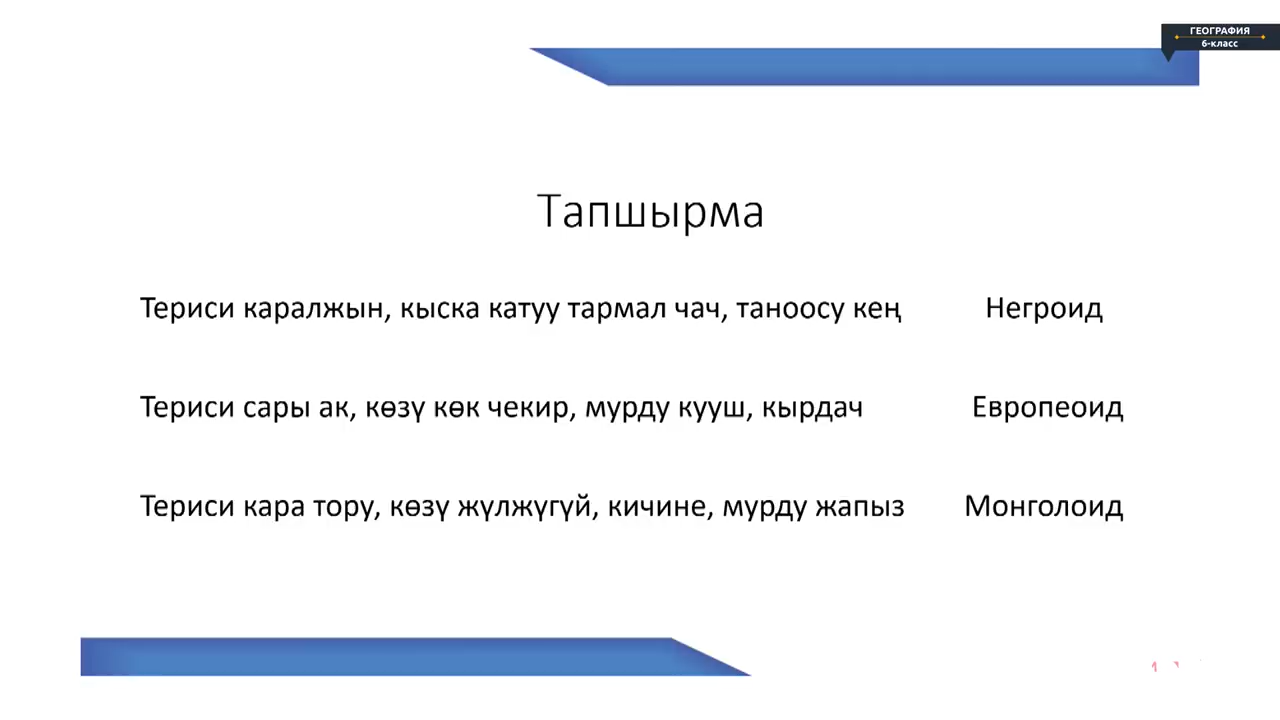 ГЕОГРАФИЯ
6-класс
Тапшырма
Териси каралжын, кыска катуу тармал чач, таноосу кең Негроид
Териси сары ак, көзү көк чекир, мурду кууш, кырдач Европеоид
Териси кара тору, көзү жүлжүгүй, кичине, мурду жапыз Монголоид